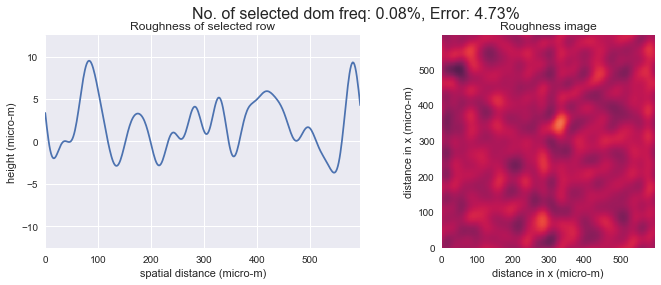 No. of selected dom freq: 0.08%, Error: 4.73%
Roughness of selected row
10
5
0
−5
−10
height (micro-m)
0 100 200 300 400 500
spatial distance (micro-m)
Roughness image
500
400
300
200
100
0
distance in x (micro-m)
0 100 200 300 400 500
distance in x (micro-m)